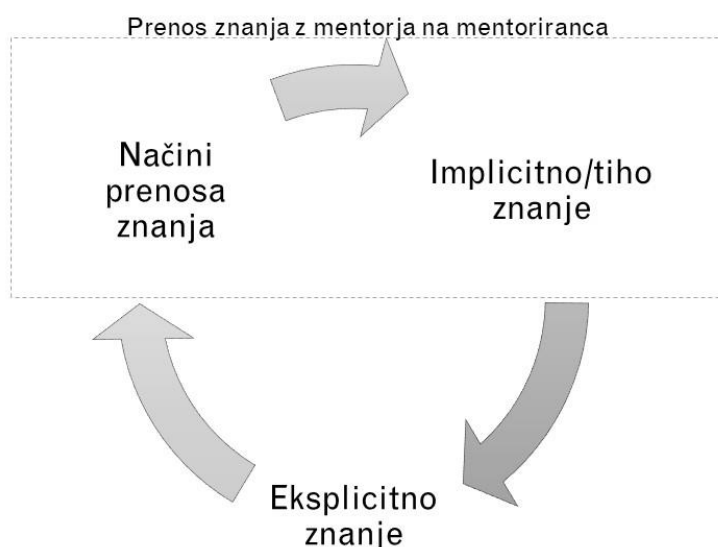 Prenos znanja z mentorja na mentoriranca
Načini
prenosa
znanja
Implicitno/tiho
znanje
Eksplicitno
znanje